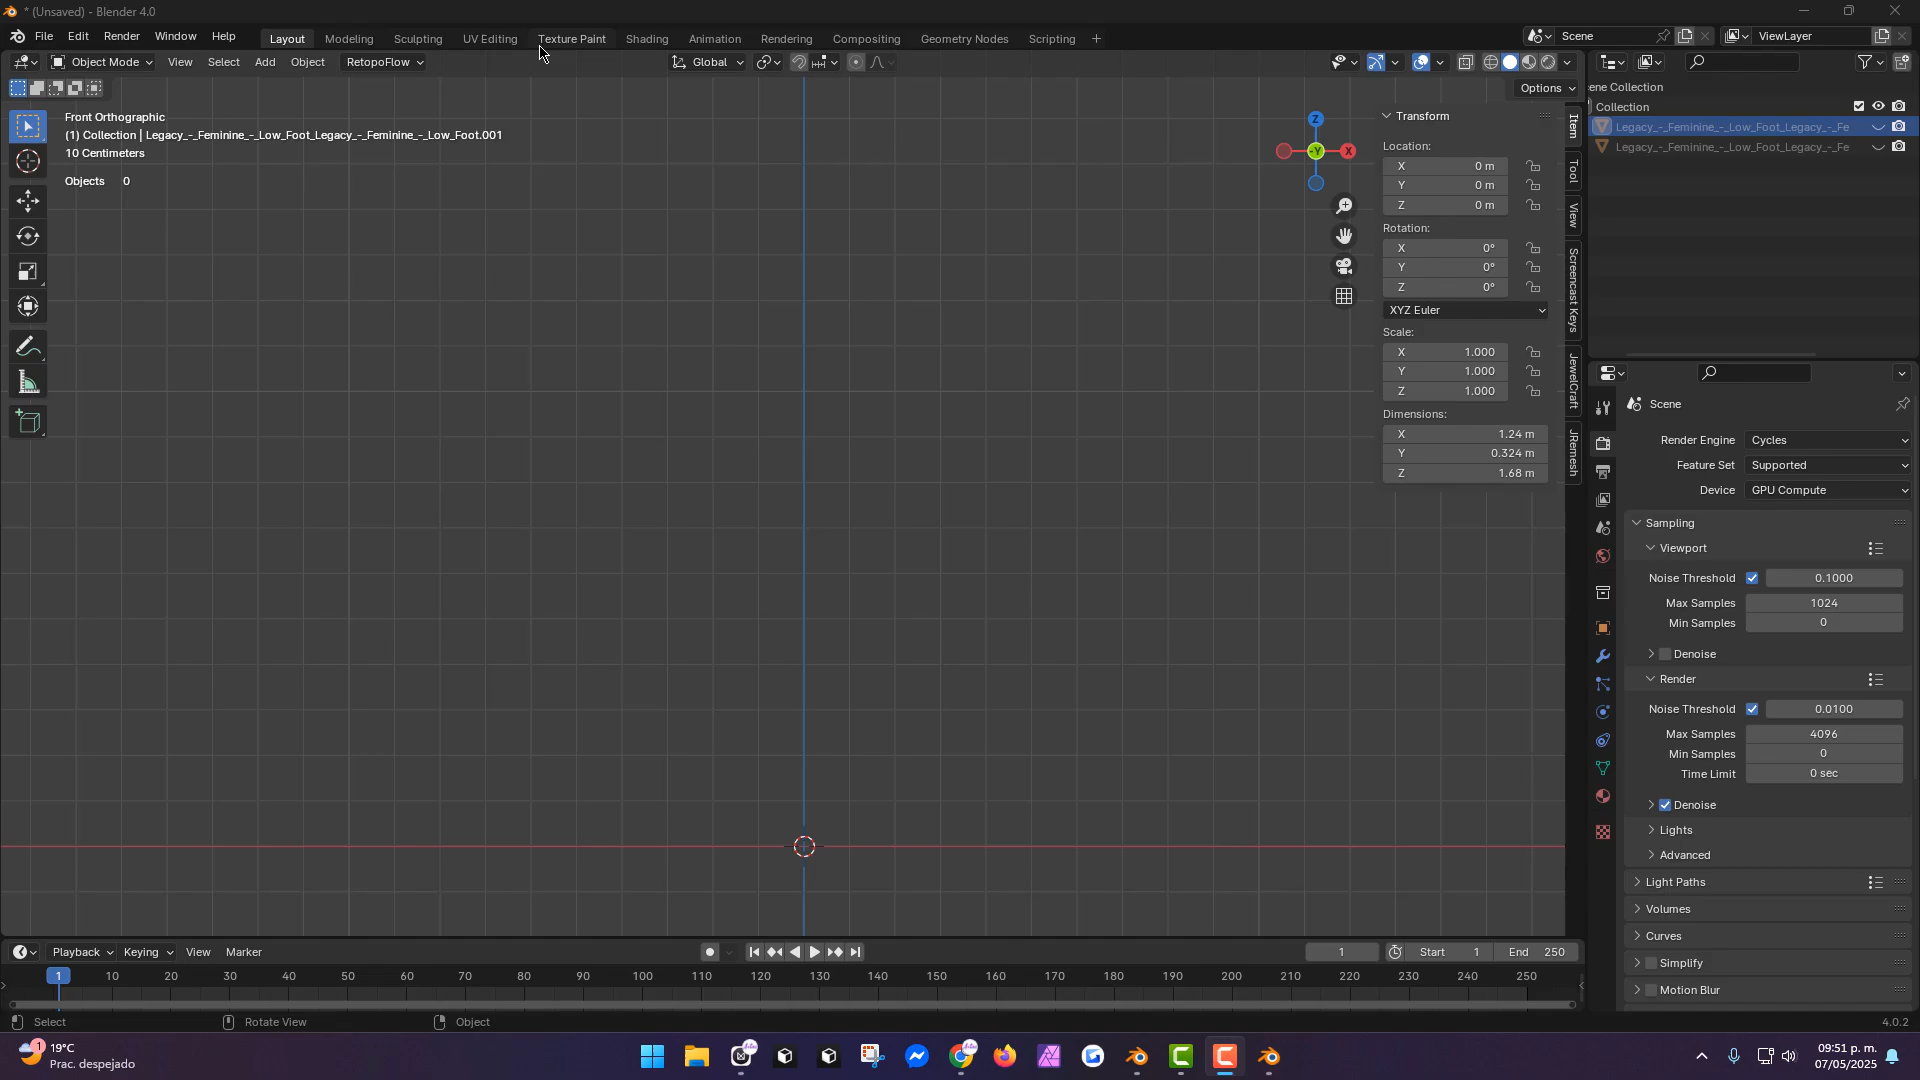 * (Unsaved) - Blender 4.0
File Edit Render Window Help
Layout Modeling Sculpting UV Editing Texture Paint Shading Animation Rendering Compositing Geometry Nodes Scripting +
Scene
ViewLayer
Object Mode View Select Add Object RetopoFlow
Global
Options
Front Orthographic
(1) Collection | Legacy_-_Feminine_-_Low_Foot_Legacy_-_Feminine_-_Low_Foot.001
10 Centimeters
Objects 0
Z
-Y
X
Transform
Location:
X 0 m
Y 0 m
Z 0 m
Rotation:
X 0°
Y 0°
Z 0°
XYZ Euler
Scale:
X 1.000
Y 1.000
Z 1.000
Dimensions:
X 1.24 m
Y 0.324 m
Z 1.68 m
Item
Tool
View
Screencast Keys
JewelCraft
JRemesh
ene Collection
Collection
Legacy_-_Feminine_-_Low_Foot_Legacy_-_Fe
Legacy_-_Feminine_-_Low_Foot_Legacy_-_Fe
Scene
Render Engine Cycles
Feature Set Supported
Device GPU Compute
Sampling
Viewport
Noise Threshold 0.1000
Max Samples 1024
Min Samples 0
Denoise
Render
Noise Threshold 0.0100
Max Samples 4096
Min Samples 0
Time Limit 0 sec
Denoise
Lights
Advanced
Light Paths
Volumes
Curves
Simplify
Motion Blur
Playback Keying View Marker
1
Start 1 End 250
1 10 20 30 40 50 60 70 80 90 100 110 120 130 140 150 160 170 180 190 200 210 220 230 240 250
Select
Rotate View
Object
4.0.2
1
19°C
Prac. despejado
09:51 p. m.
07/05/2025